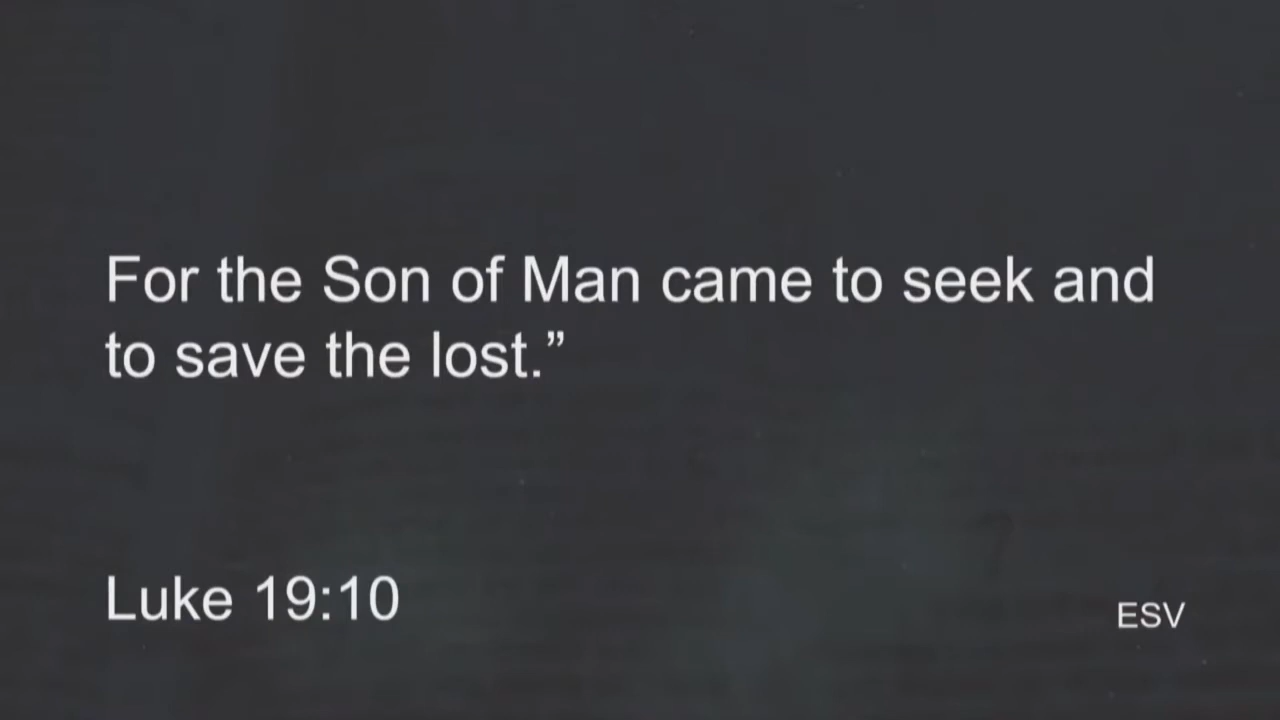 For the Son of Man came to seek and
to save the lost.”
Luke 19:10
ESV